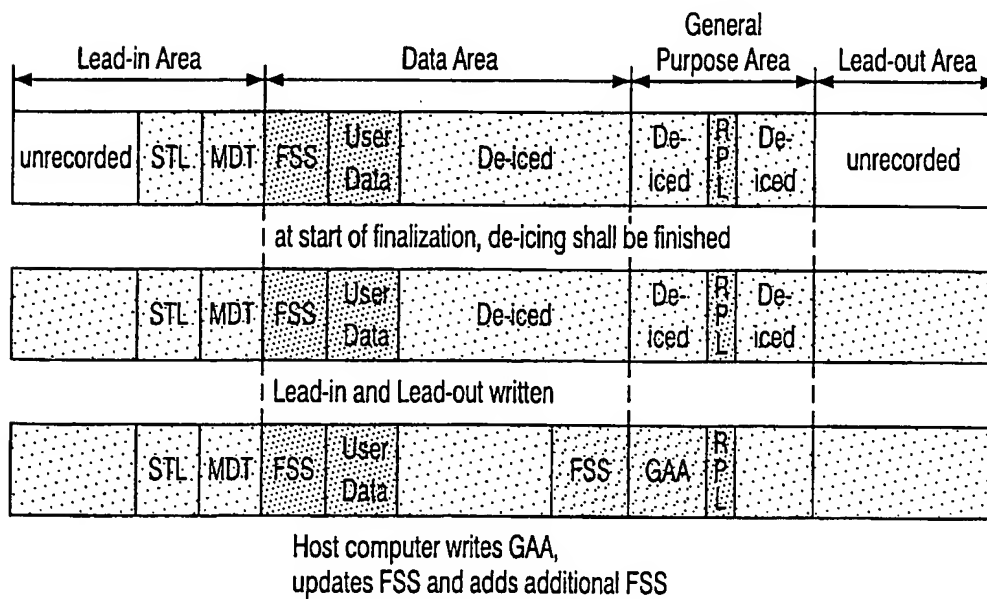 General
Lead-in Area Data Area Purpose Area Lead-out Area
unrecorded STL MDT FSS User Data De-iced De-iced RPL De-iced unrecorded
at start of finalization, de-icing shall be finished
STL MDT FSS User Data De-iced De-iced RPL De-iced
Lead-in and Lead-out written
STL MDT FSS User Data FSS GAA RPL
Host computer writes GAA,
updates FSS and adds additional FSS